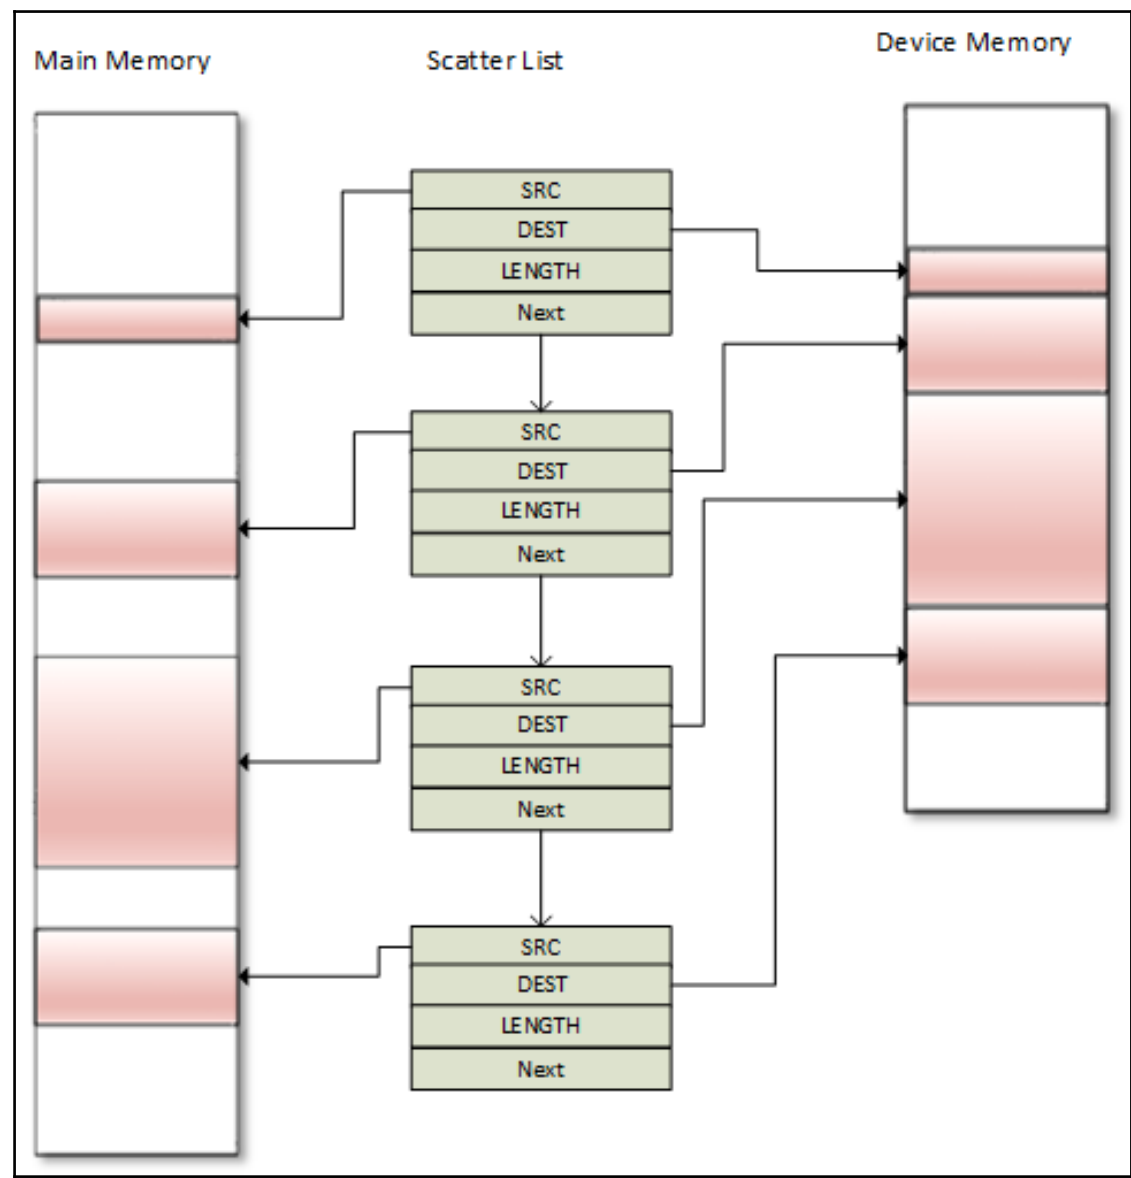 Main Memory
Scatter List
Device Memory
SRC
DEST
LENGTH
Next
SRC
DEST
LENGTH
Next
SRC
DEST
LENGTH
Next
SRC
DEST
LENGTH
Next